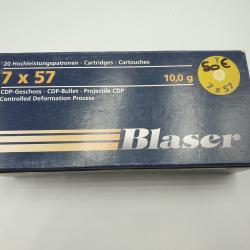 20 Hochleistungspatronen - Cartridges - Cartouches
7 x 57
10,0 g
CDP-Geschoss - CDP-Bullet - Projectile CDP
Controlled Deformation Process
Blaser
50€
7 x 57